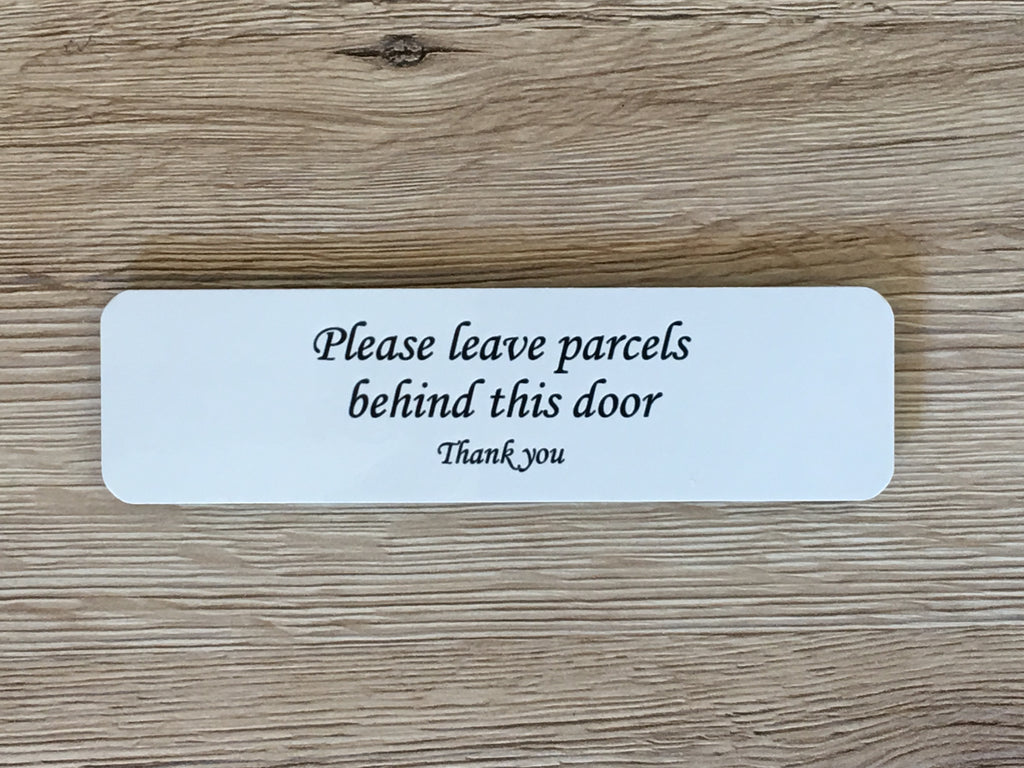 Please leave parcels
behind this door
Thank you